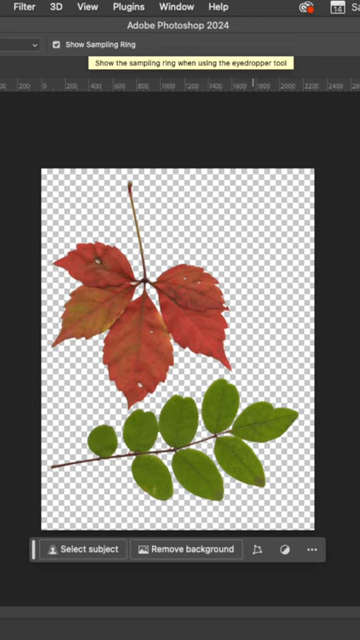 Filter 3D View Plugins Window Help 14
Adobe Photoshop 2024
Show Sampling Ring
Show the sampling ring when using the eyedropper tool
200 0 200 400 600 800 1000 1200 1400 1600 1800 2000 2200 2400
Select subject Remove background